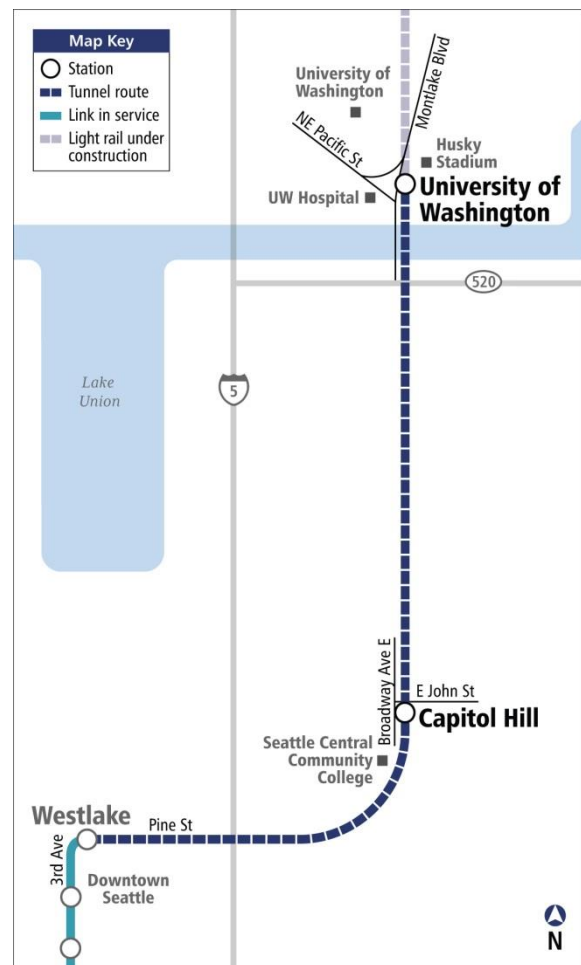 Map Key
Station
Tunnel route
Link in service
Light rail under
construction
University of
Washington
NE Pacific St
Montlake Blvd
Husky
Stadium
UW Hospital
University of
Washington
520
Lake
Union
5
Broadway Ave E
E John St
Capitol Hill
Seattle Central
Community
College
Westlake
Pine St
3rd Ave
Downtown
Seattle
N